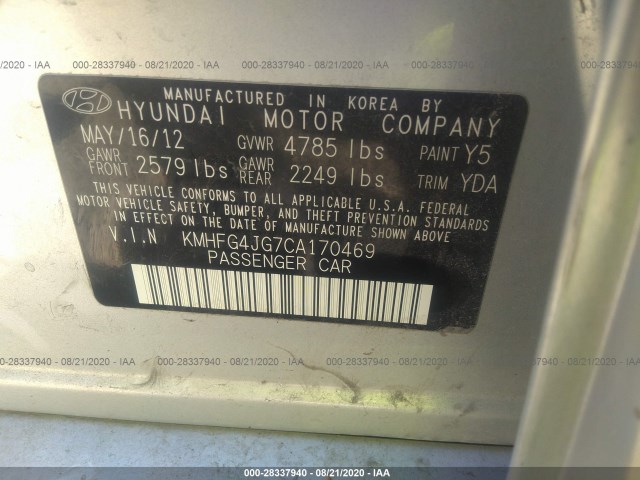 000-28337940 - 08/21/2020 - IAA
MANUFACTURED IN KOREA BY
HYUNDAI MOTOR COMPANY
MAY/16/12 GVWR 4785 lbs PAINT Y5
GAWR FRONT 2579 lbs GAWR REAR 2249 lbs TRIM YDA
THIS VEHICLE CONFORMS TO ALL APPLICABLE U.S.A. FEDERAL
MOTOR VEHICLE SAFETY, BUMPER, AND THEFT PREVENTION STANDARDS
IN EFFECT ON THE DATE OF MANUFACTURE SHOWN ABOVE.
V.I.N KMHFG4JG7CA170469
PASSENGER CAR
000-28337940 - 08/21/2020 - IAA
000-28337940 - 08/21/2020 - IAA